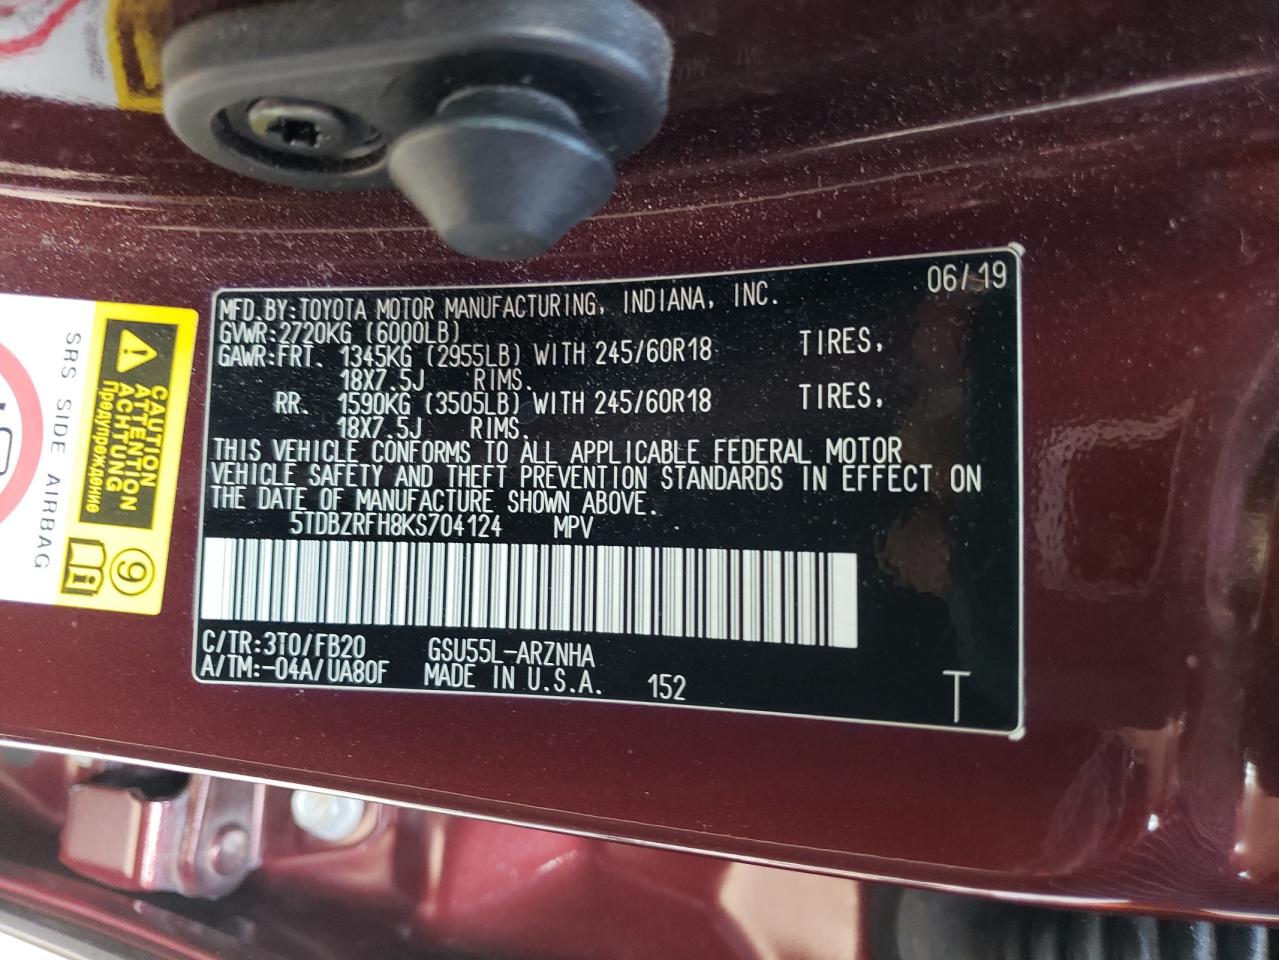 06/19
MFD.BY:TOYOTA MOTOR MANUFACTURING, INDIANA, INC.
GVWR:2720KG (6000LB)
GAWR:FRT. 1345KG (2955LB) WITH 245/60R18 TIRES,
18X7.5J RIMS.
RR. 1590KG (3505LB) WITH 245/60R18 TIRES,
18X7.5J RIMS.
THIS VEHICLE CONFORMS TO ALL APPLICABLE FEDERAL MOTOR
VEHICLE SAFETY AND THEFT PREVENTION STANDARDS IN EFFECT ON
THE DATE OF MANUFACTURE SHOWN ABOVE.
5TDBZRFH8KS704124 MPV
C/TR:3T0/FB20 GSU55L-ARZNHA
A/TM:-04A/UA80F MADE IN U.S.A. 152
T
CAUTION
ATTENTION
ACHTUNG
Предупреждение
9
SRS SIDE AIRBAG